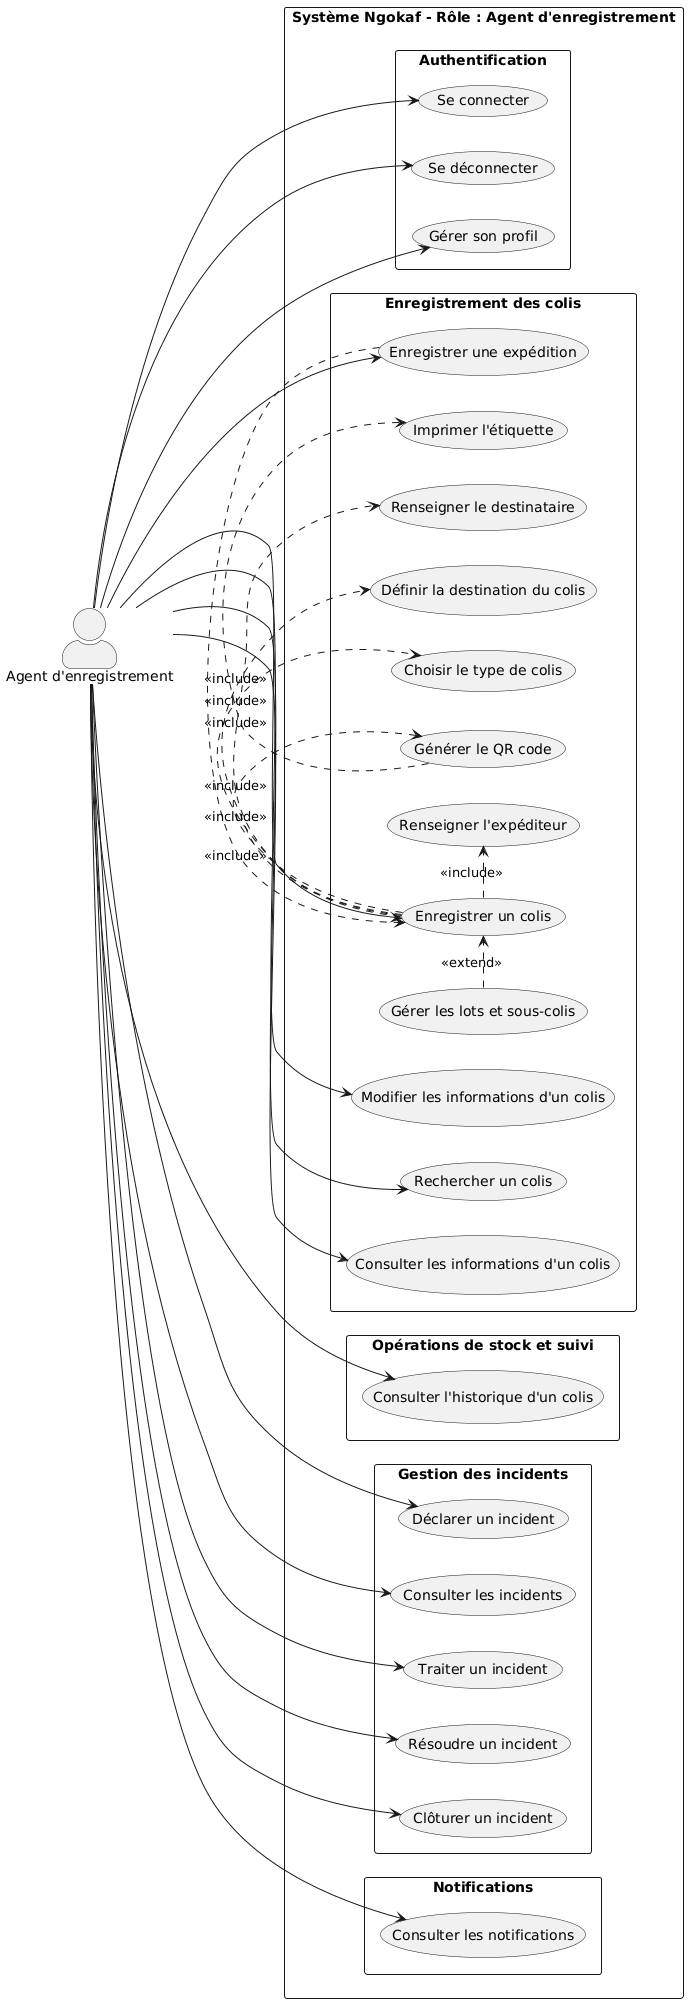 Système Ngokaf - Rôle : Agent d'enregistrement
Authentification
Se connecter
Se déconnecter
Gérer son profil
Enregistrement des colis
Enregistrer une expédition
Imprimer l'étiquette
Renseigner le destinataire
Définir la destination du colis
Agent d'enregistrement
Choisir le type de colis
«include»
«include»
«include»
Générer le QR code
«include»
«include»
Renseigner l'expéditeur
«include»
«include»
Enregistrer un colis
«extend»
Gérer les lots et sous-colis
Modifier les informations d'un colis
Rechercher un colis
Consulter les informations d'un colis
Opérations de stock et suivi
Consulter l'historique d'un colis
Gestion des incidents
Déclarer un incident
Consulter les incidents
Traiter un incident
Résoudre un incident
Clôturer un incident
Notifications
Consulter les notifications